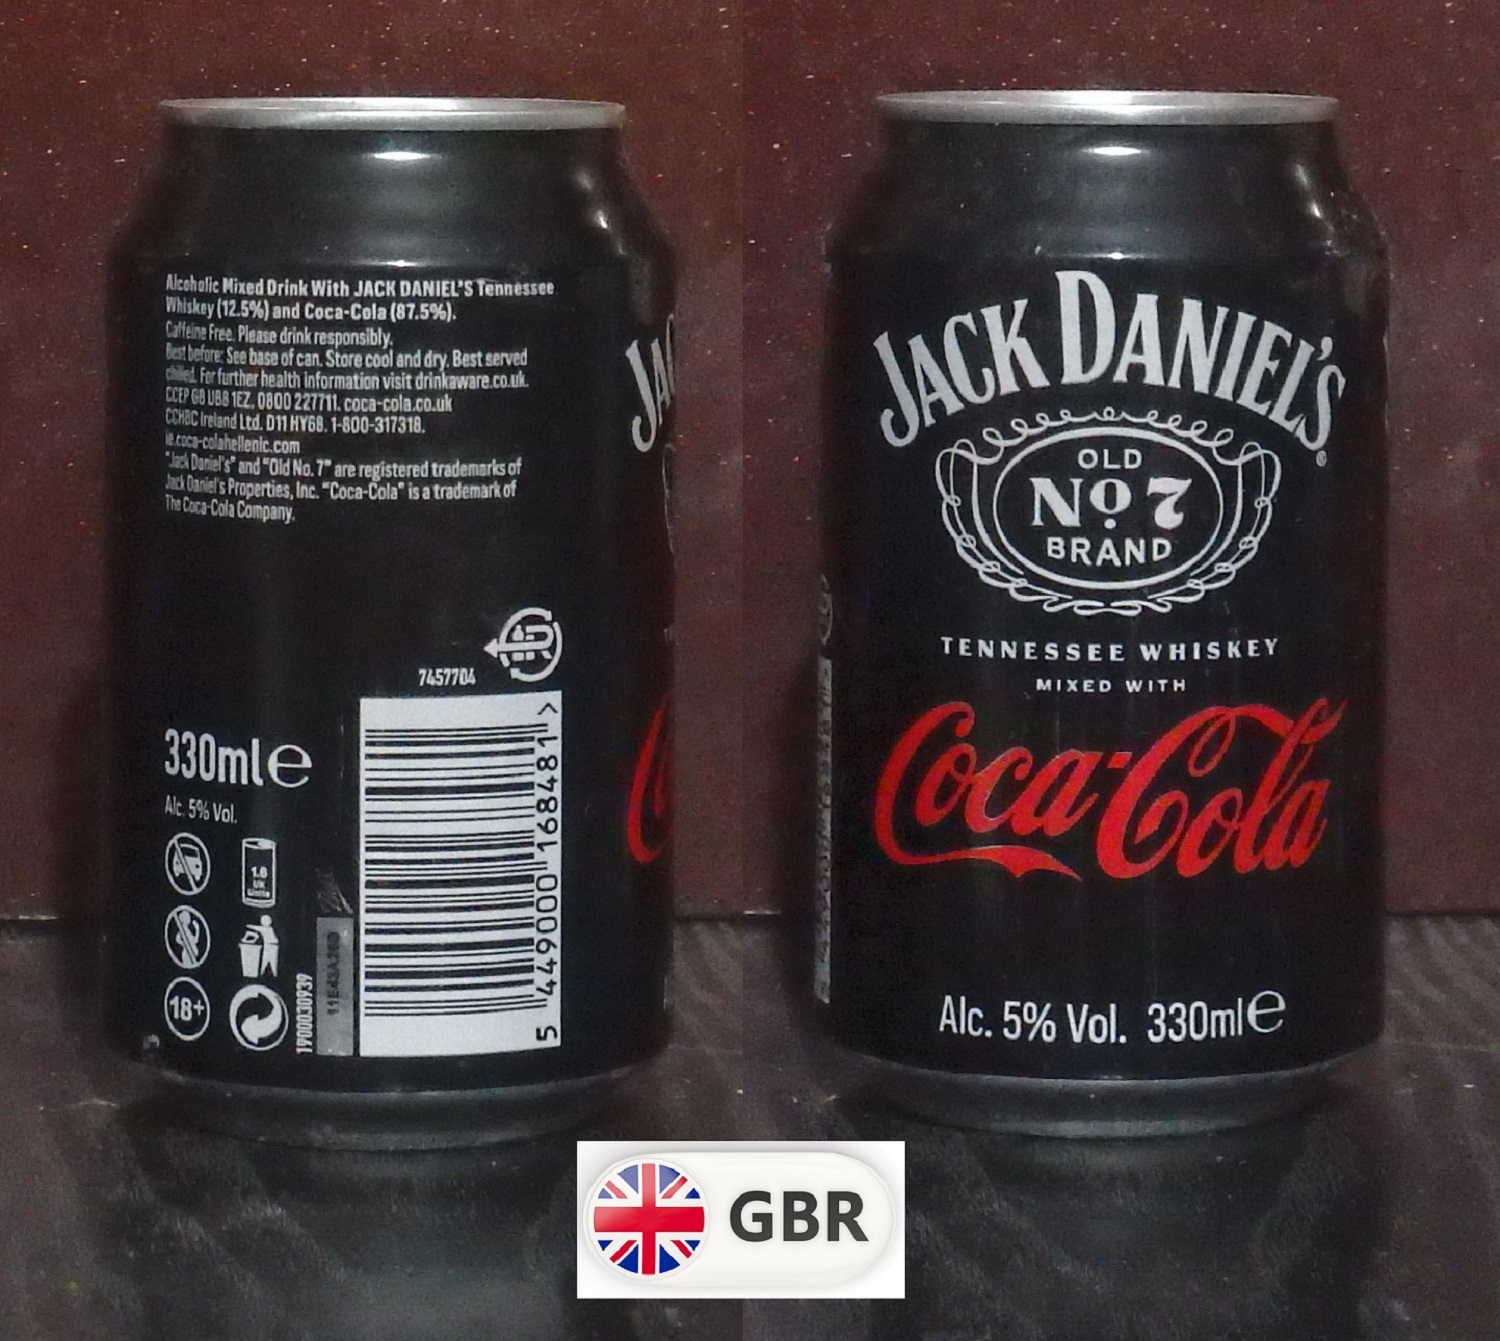 Alcoholic Mixed Drink With JACK DANIEL'S Tennessee
Whiskey (12.5%) and Coca-Cola (87.5%).
Caffeine Free. Please drink responsibly.
Best before: See base of can. Store cool and dry. Best served
chilled. For further health information visit drinkaware.co.uk.
CCEP GB UB8 1EZ. 0800 227711. coca-cola.co.uk
CCHBC Ireland Ltd. D11 HY68. 1-800-317318.
ie.coca-colahellenic.com
"Jack Daniel's" and "Old No. 7" are registered trademarks of
Jack Daniel's Properties, Inc. "Coca-Cola" is a trademark of
The Coca-Cola Company.
7457704
330ml e
Alc. 5% Vol.
1.6
UK
Units
18+
1900030939
5 449000 168481 >
JACK DANIEL'S®
OLD
No. 7
BRAND
TENNESSEE WHISKEY
MIXED WITH
Coca-Cola
Alc. 5% Vol. 330ml e
GBR